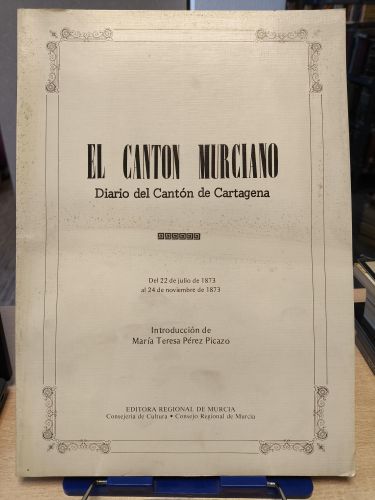 EL CANTON MURCIANO
Diario del Cantón de Cartagena
Del 22 de julio de 1873
al 24 de noviembre de 1873
Introducción de
María Teresa Pérez Picazo
EDITORA REGIONAL DE MURCIA
Consejería de Cultura • Consejo Regional de Murcia